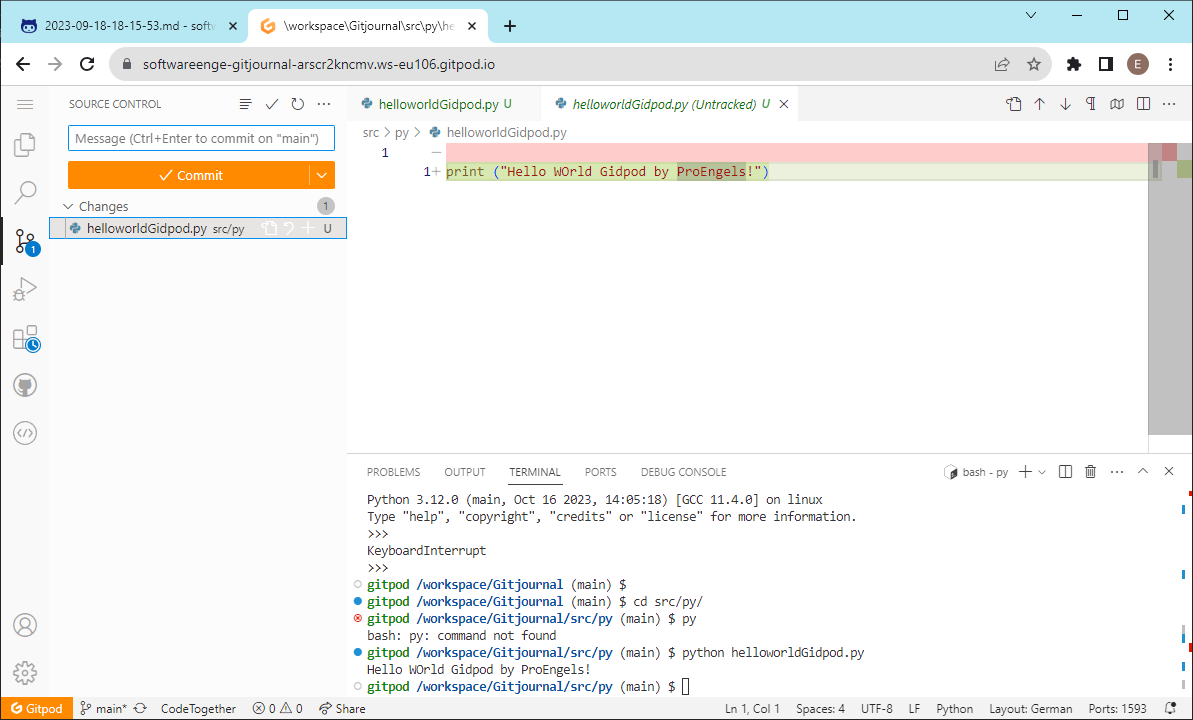 2023-09-18-18-15-53.md - softw
\workspace\Gitjournal\src\py\he
softwareenge-gitjournal-arscr2kncmv.ws-eu106.gitpod.io
E
SOURCE CONTROL
helloworldGidpod.py U
helloworldGidpod.py (Untracked) U
Message (Ctrl+Enter to commit on "main")
src > py > helloworldGidpod.py
1 −
1+ print ("Hello WOrld Gidpod by ProEngels!")
Commit
Changes 1
helloworldGidpod.py src/py U
1
PROBLEMS OUTPUT TERMINAL PORTS DEBUG CONSOLE
bash - py
Python 3.12.0 (main, Oct 16 2023, 14:05:18) [GCC 11.4.0] on linux
Type "help", "copyright", "credits" or "license" for more information.
>>>
KeyboardInterrupt
>>>
gitpod /workspace/Gitjournal (main) $
gitpod /workspace/Gitjournal (main) $ cd src/py/
gitpod /workspace/Gitjournal/src/py (main) $ py
bash: py: command not found
gitpod /workspace/Gitjournal/src/py (main) $ python helloworldGidpod.py
Hello WOrld Gidpod by ProEngels!
gitpod /workspace/Gitjournal/src/py (main) $
Gitpod main* CodeTogether 0 0 Share Ln 1, Col 1 Spaces: 4 UTF-8 LF Python Layout: German Ports: 1593